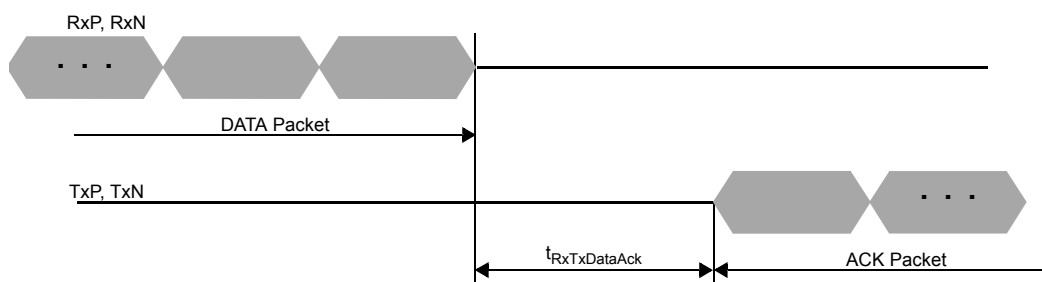 RxP, RxN
. . .
DATA Packet
TxP, TxN
. . .
tRxTxDataAck
ACK Packet